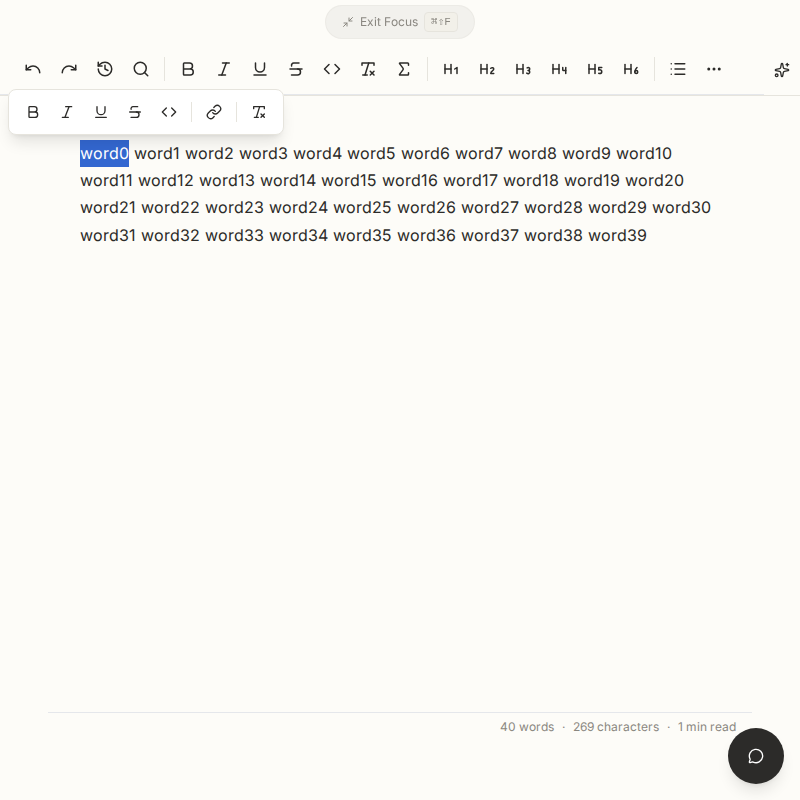 Exit Focus ⌘⇧F
H1 H2 H3 H4 H5 H6
word0 word1 word2 word3 word4 word5 word6 word7 word8 word9 word10
word11 word12 word13 word14 word15 word16 word17 word18 word19 word20
word21 word22 word23 word24 word25 word26 word27 word28 word29 word30
word31 word32 word33 word34 word35 word36 word37 word38 word39
40 words · 269 characters · 1 min read